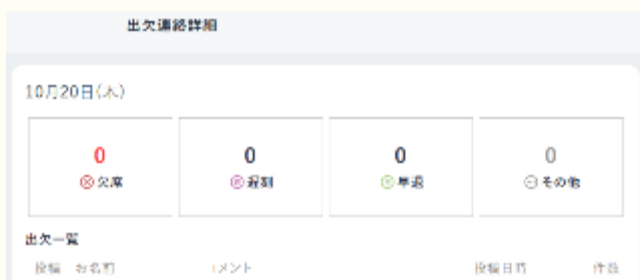 出欠連絡詳細
10月20日(木)
0 0 0 0
欠席 遅刻 早退 その他
出欠一覧
投稿 お名前 コメント 投稿日時 件数